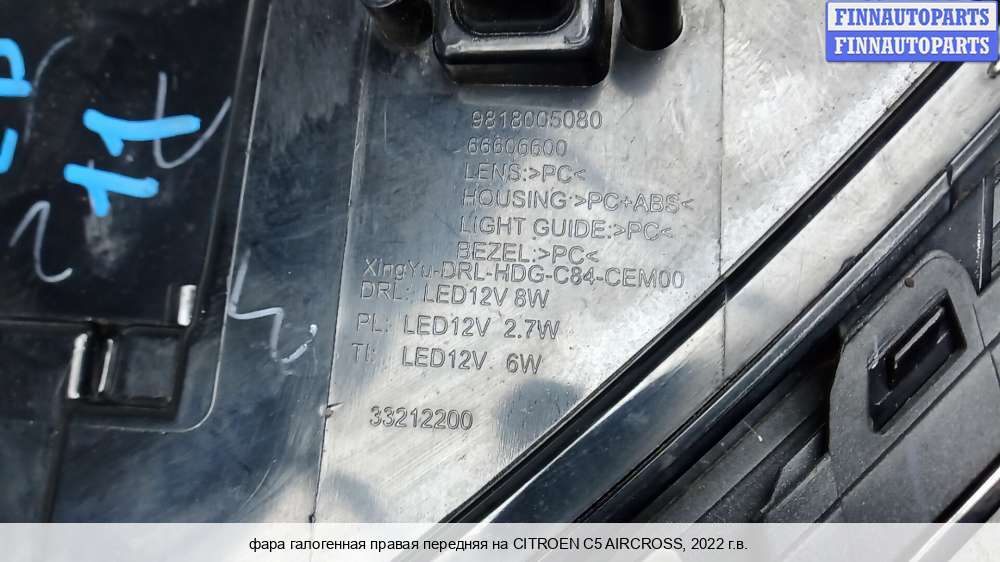 FINNAUTOPARTS
FINNAUTOPARTS
11
9818005080
66606600
LENS:>PC<
HOUSING:>PC+ABS<
LIGHT GUIDE:>PC<
BEZEL:>PC<
XingYu-DRL-HDG-C84-CEM00
DRL: LED12V 8W
PL: LED12V 2.7W
TI: LED12V 6W
33212200
фара галогенная правая передняя на CITROEN C5 AIRCROSS, 2022 г.в.